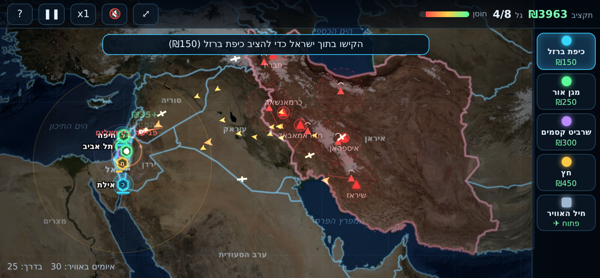 ? ❚❚ x1 חוסן גל 4/8 תקציב ₪3963
הקישו בתוך ישראל כדי להציב כיפת ברזל (₪150)
כיפת ברזל
₪150
מגן אור
₪250
שרביט קסמים
₪300
חץ
₪450
חיל האוויר
פתוח ✈
סוריה
כרמאנשאה
הים התיכון
עיראק
איראן
חיפה
תל אביב
איספהאן
ירדן
אילת
שיראז
מצרים
המפרץ הפרסי
ערב הסעודית
איומים באוויר: 30 בדרך: 25